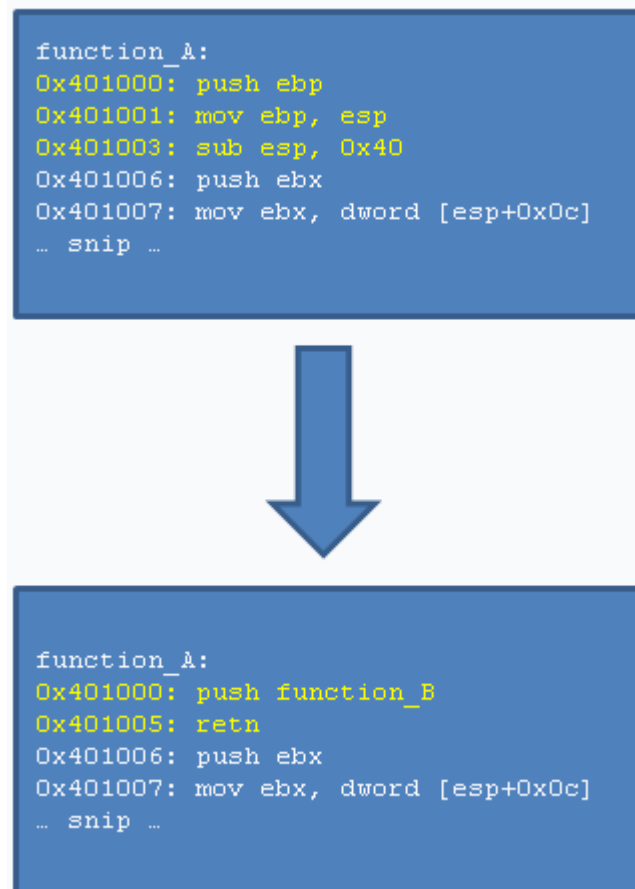 function_A:
0x401000: push ebp
0x401001: mov ebp, esp
0x401003: sub esp, 0x40
0x401006: push ebx
0x401007: mov ebx, dword [esp+0x0c]
… snip …
function_A:
0x401000: push function_B
0x401005: retn
0x401006: push ebx
0x401007: mov ebx, dword [esp+0x0c]
… snip …